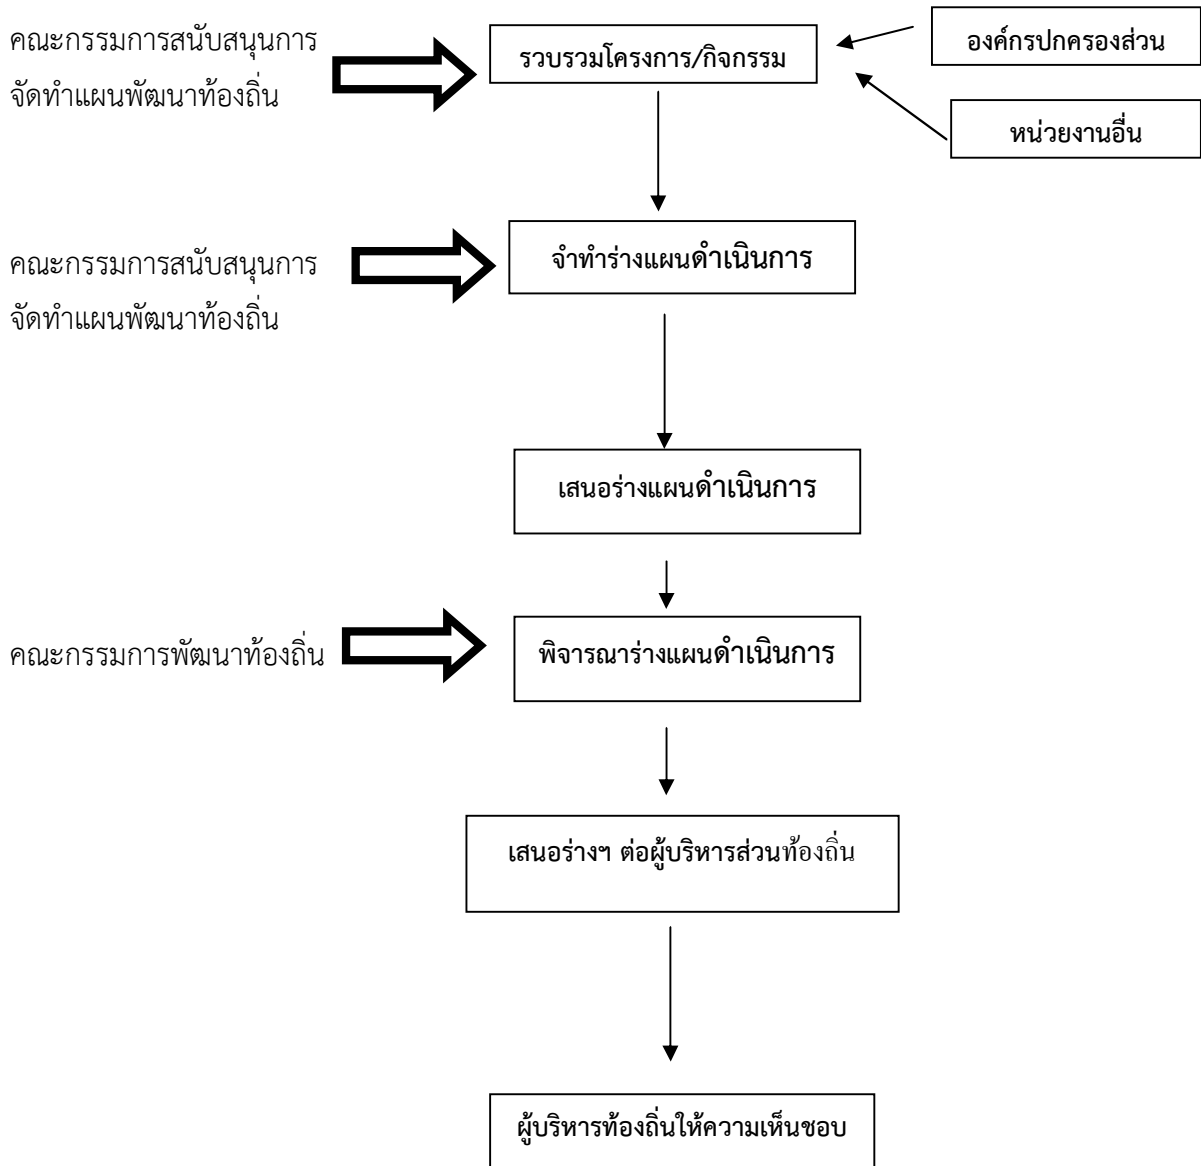 คณะกรรมการสนับสนุนการ
จัดทำแผนพัฒนาท้องถิ่น
รวบรวมโครงการ/กิจกรรม
องค์กรปกครองส่วน
หน่วยงานอื่น
คณะกรรมการสนับสนุนการ
จัดทำแผนพัฒนาท้องถิ่น
จำทำร่างแผนดำเนินการ
เสนอร่างแผนดำเนินการ
คณะกรรมการพัฒนาท้องถิ่น
พิจารณาร่างแผนดำเนินการ
เสนอร่างฯ ต่อผู้บริหารส่วนท้องถิ่น
ผู้บริหารท้องถิ่นให้ความเห็นชอบ